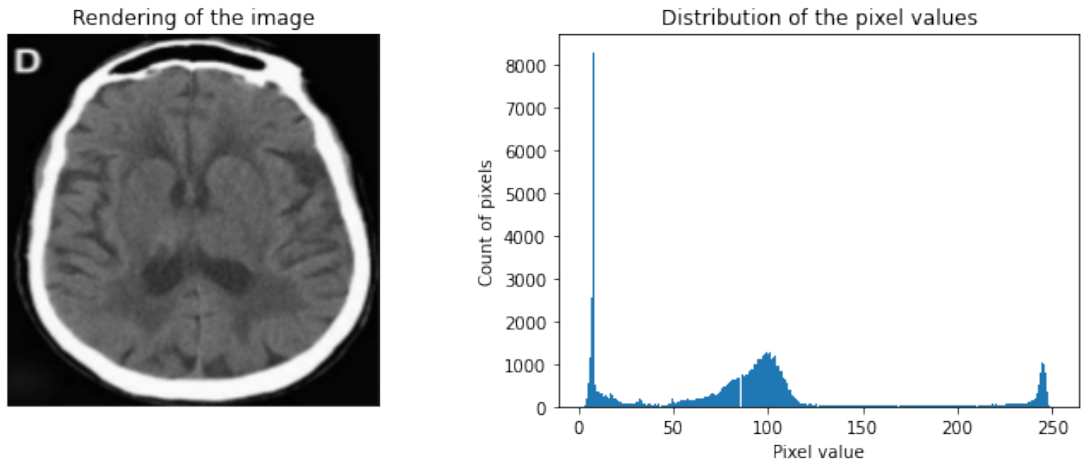 Rendering of the image
D
Distribution of the pixel values
Count of pixels
8000
7000
6000
5000
4000
3000
2000
1000
0
0 50 100 150 200 250
Pixel value